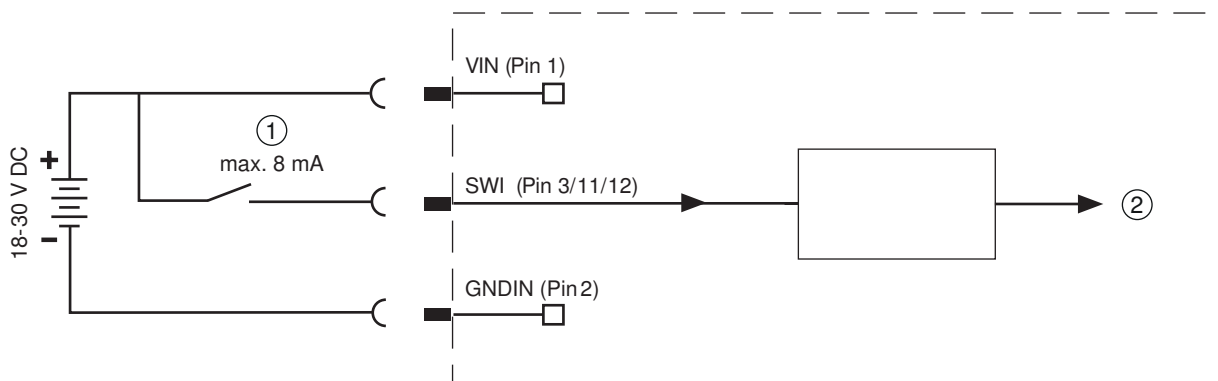 VIN (Pin 1)
①
max. 8 mA
+
18-30 V DC
SWI (Pin 3/11/12)
②
-
GNDIN (Pin 2)